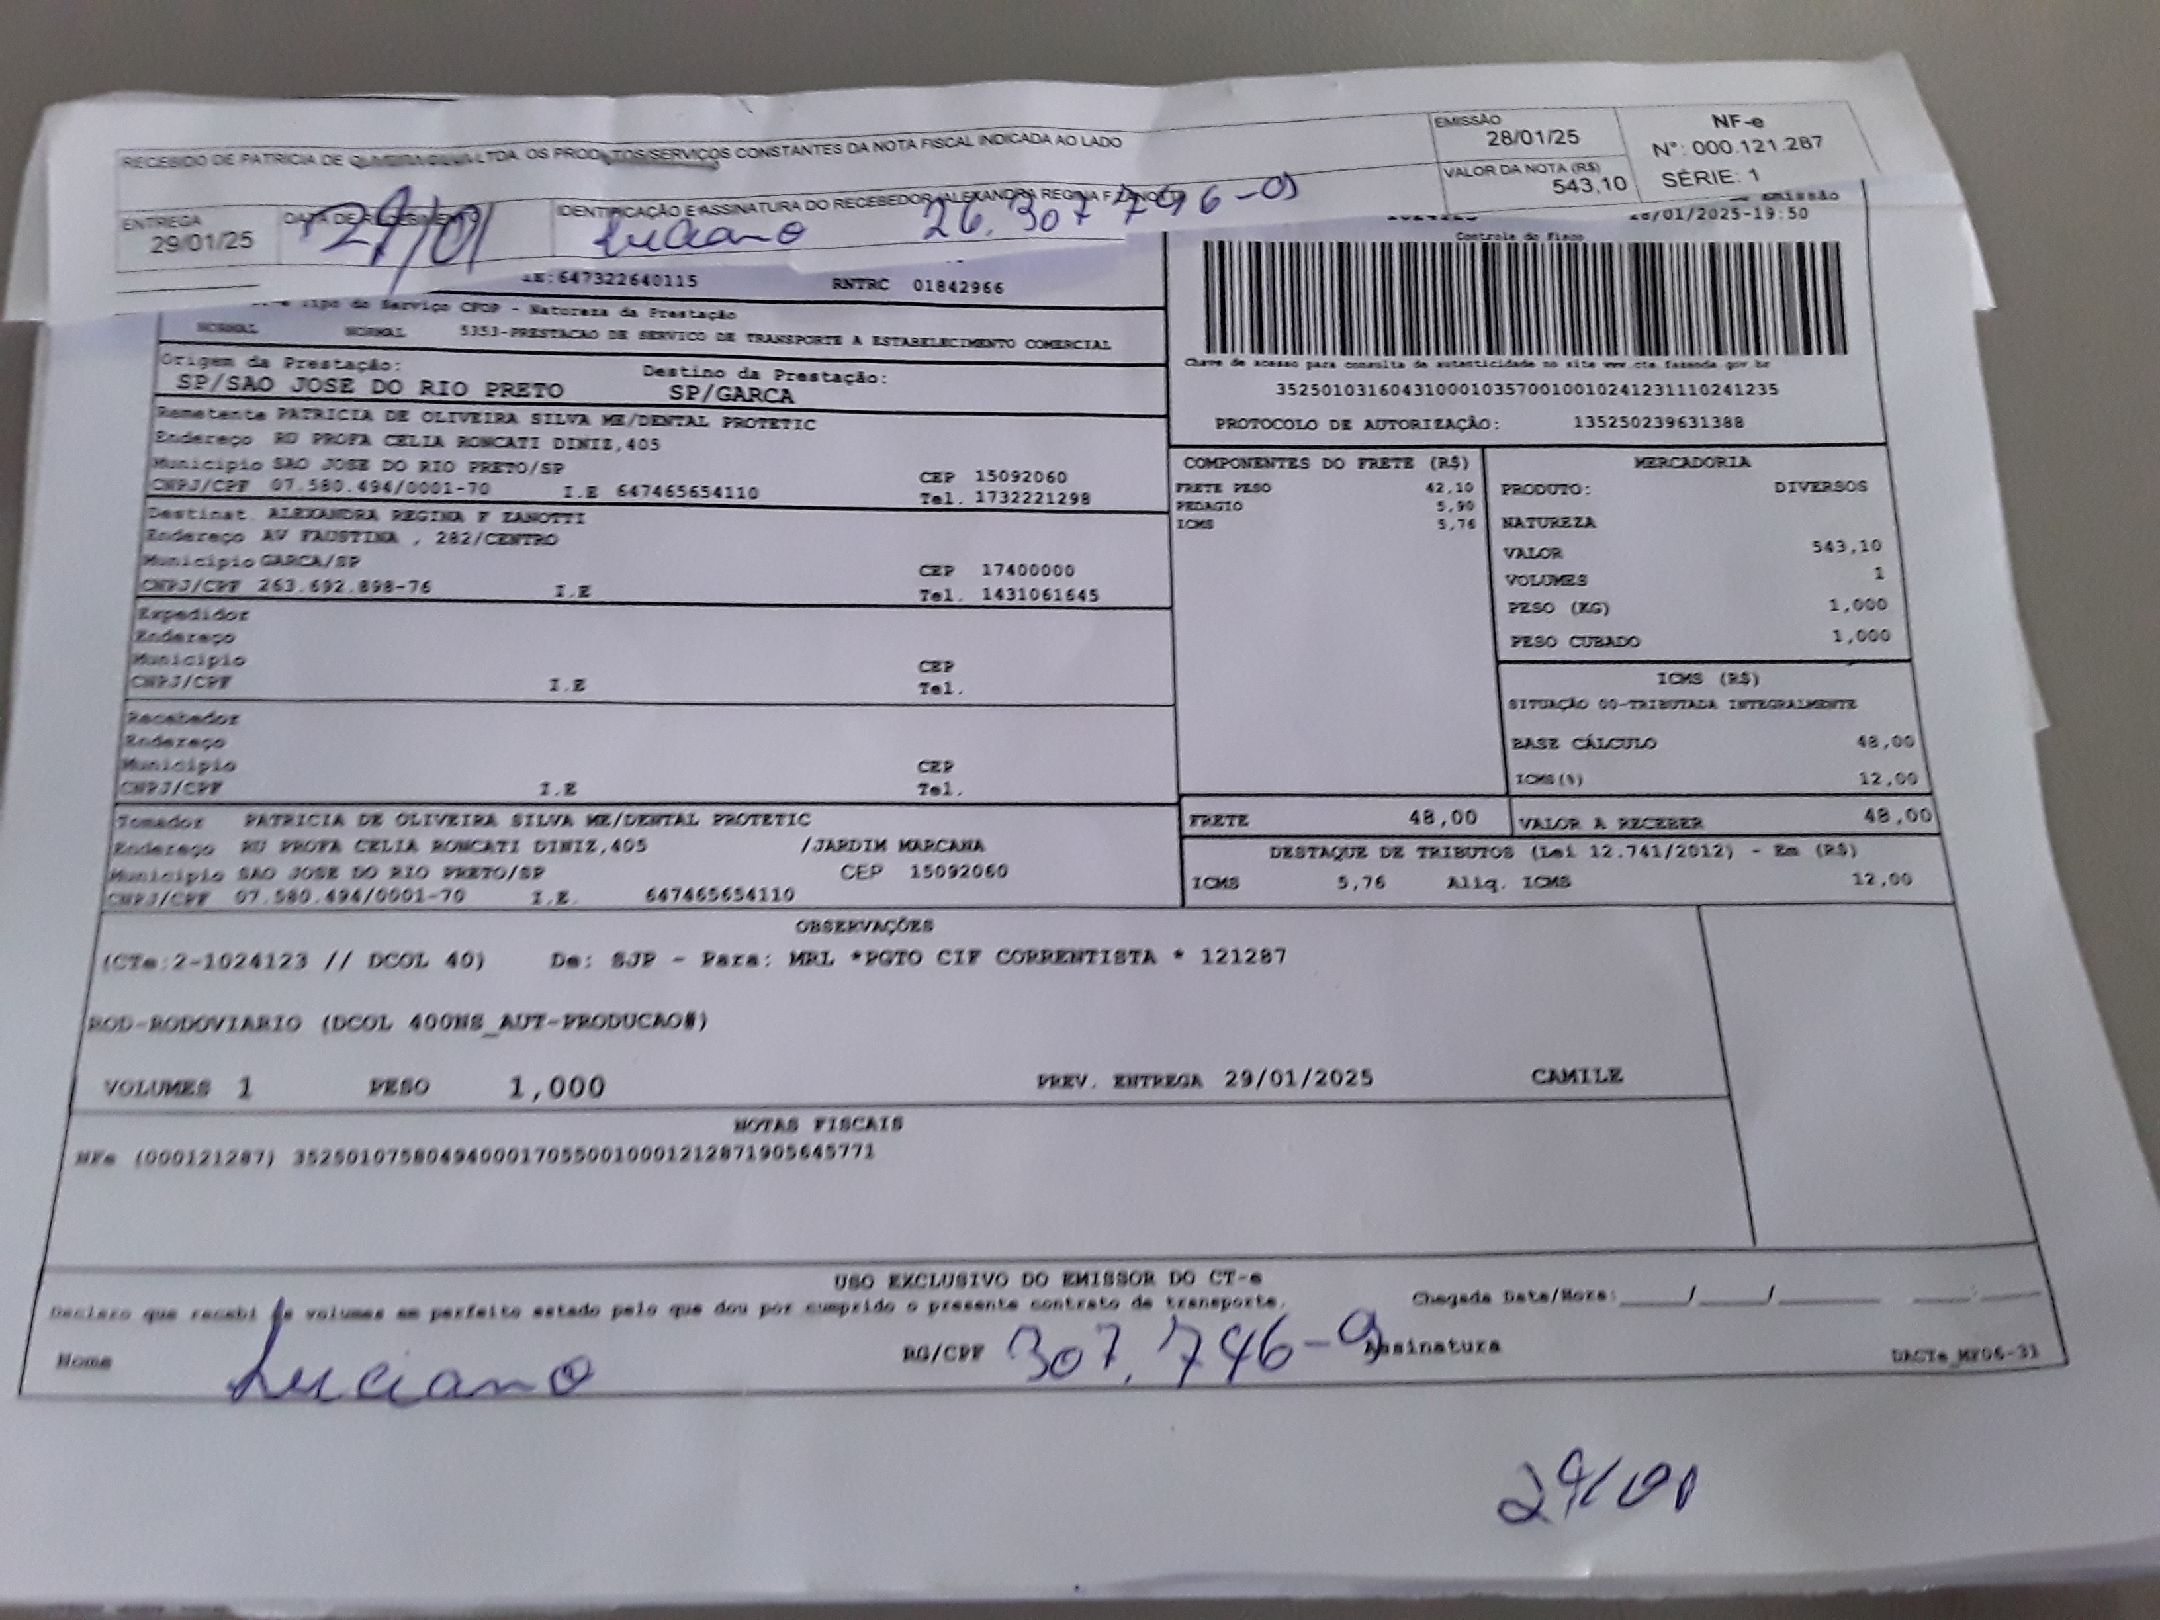 RECEBIDO DE PATRICIA DE OLIVEIRA SILVA LTDA. OS PRODUTOS/SERVIÇOS CONSTANTES DA NOTA FISCAL INDICADA AO LADO
EMISSÃO
28/01/25
VALOR DA NOTA (R$)
543,10
NF-e
N°: 000.121.287
SÉRIE: 1
ENTREGA
29/01/25
DATA DE RECEBIMENTO
29/01
IDENTIFICAÇÃO E ASSINATURA DO RECEBEDOR ALEXANDRA REGINA F ZANOTTI
Luciano 26.307.796-9
Emissão
28/01/2025-19:50
Controle do Fisco
IE:647322640115 RNTRC 01842966
Tipo do Serviço CFOP - Natureza da Prestação
NORMAL NORMAL 5353-PRESTACAO DE SERVICO DE TRANSPORTE A ESTABELECIMENTO COMERCIAL
Chave de acesso para consulta de autenticidade no site www.cte.fazenda.gov.br
35250103160431000103570010010241231110241235
PROTOCOLO DE AUTORIZAÇÃO: 135250239631388
Origem da Prestação: Destino da Prestação:
SP/SAO JOSE DO RIO PRETO SP/GARCA
Remetente PATRICIA DE OLIVEIRA SILVA ME/DENTAL PROTETIC
Endereço RU PROFA CELIA RONCATI DINIZ,405
Municipio SAO JOSE DO RIO PRETO/SP CEP 15092060
CNPJ/CPF 07.580.494/0001-70 I.E 647465654110 Tel. 1732221298
Destinat. ALEXANDRA REGINA F ZANOTTI
Endereço AV FAUSTINA , 282/CENTRO
Municipio GARCA/SP CEP 17400000
CNPJ/CPF 263.692.898-76 I.E Tel. 1431061645
Expedidor
Endereço
Municipio CEP
CNPJ/CPF I.E Tel.
Recebedor
Endereço
Municipio CEP
CNPJ/CPF I.E Tel.
Tomador PATRICIA DE OLIVEIRA SILVA ME/DENTAL PROTETIC
Endereço RU PROFA CELIA RONCATI DINIZ,405 /JARDIM MARCANA
Municipio SAO JOSE DO RIO PRETO/SP CEP 15092060
CNPJ/CPF 07.580.494/0001-70 I.E. 647465654110
COMPONENTES DO FRETE (R$)
FRETE PESO 42,10
PEDAGIO 5,90
ICMS 5,76
MERCADORIA
PRODUTO: DIVERSOS
NATUREZA
VALOR 543,10
VOLUMES 1
PESO (KG) 1,000
PESO CUBADO 1,000
ICMS (R$)
SITUAÇÃO 00-TRIBUTADA INTEGRALMENTE
BASE CÁLCULO 48,00
ICMS(%) 12,00
FRETE 48,00 VALOR A RECEBER 48,00
DESTAQUE DE TRIBUTOS (Lei 12.741/2012) - Em (R$)
ICMS 5,76 Aliq. ICMS 12,00
OBSERVAÇÕES
(CTe:2-1024123 // DCOL 40) De: SJP - Para: MRL *PGTO CIF CORRENTISTA * 121287
ROD-RODOVIARIO (DCOL 400NS_AUT-PRODUCAO#)
VOLUMES 1 PESO 1,000 PREV. ENTREGA 29/01/2025 CAMILE
NOTAS FISCAIS
NFe (000121287) 35250107580494000170550010001212871905645771
USO EXCLUSIVO DO EMISSOR DO CT-e
Declaro que recebi os volumes em perfeito estado pelo que dou por cumprido o presente contrato de transporte. Chegada Data/Hora:____/____/______
Nome Luciano RG/CPF 307.746-9 Assinatura DACTe_MF06-31
29/01